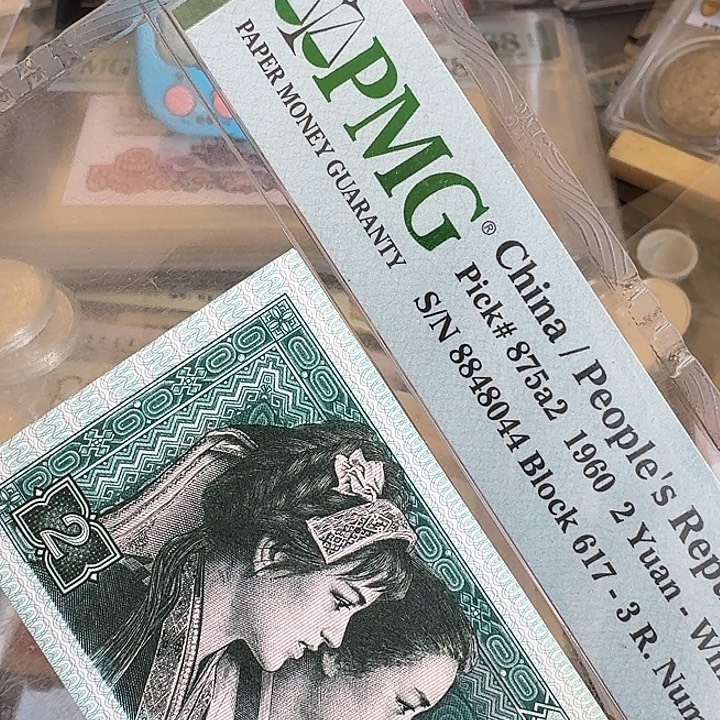 PMG®
PAPER MONEY GUARANTY
China / People's Rep
Pick# 875a2 1960 2 Yuan - W
S/N 8848044 Block 617 - 3 R. Num
2